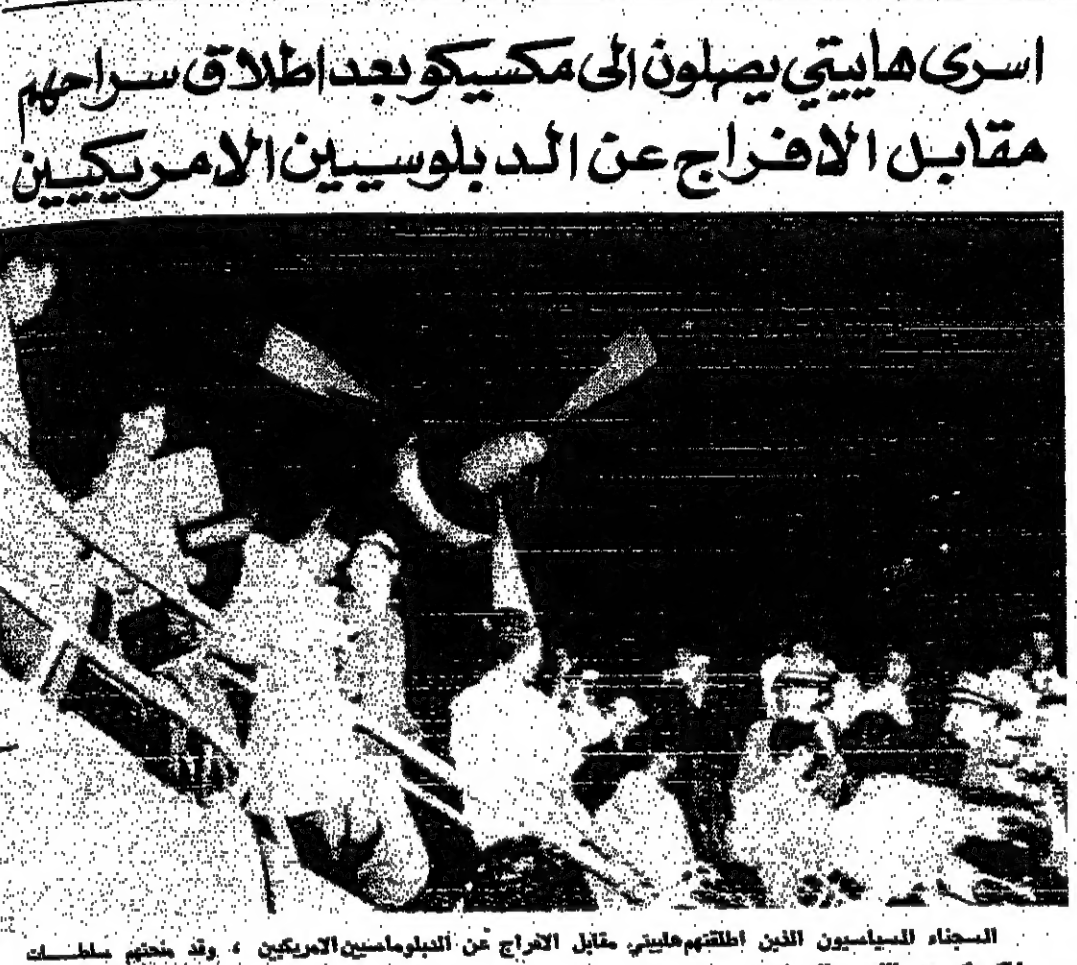 اسرى هاييتي يصلون الى مكسيكو بعد اطلاق سراحهم
مقابل الافراج عن الدبلوسيين الامريكيين
السجناء السياسيون الذين اطلقتهم هاييتي مقابل الافراج عن الدبلوماسيين الامريكيين ، وقد منحتهم سلطات